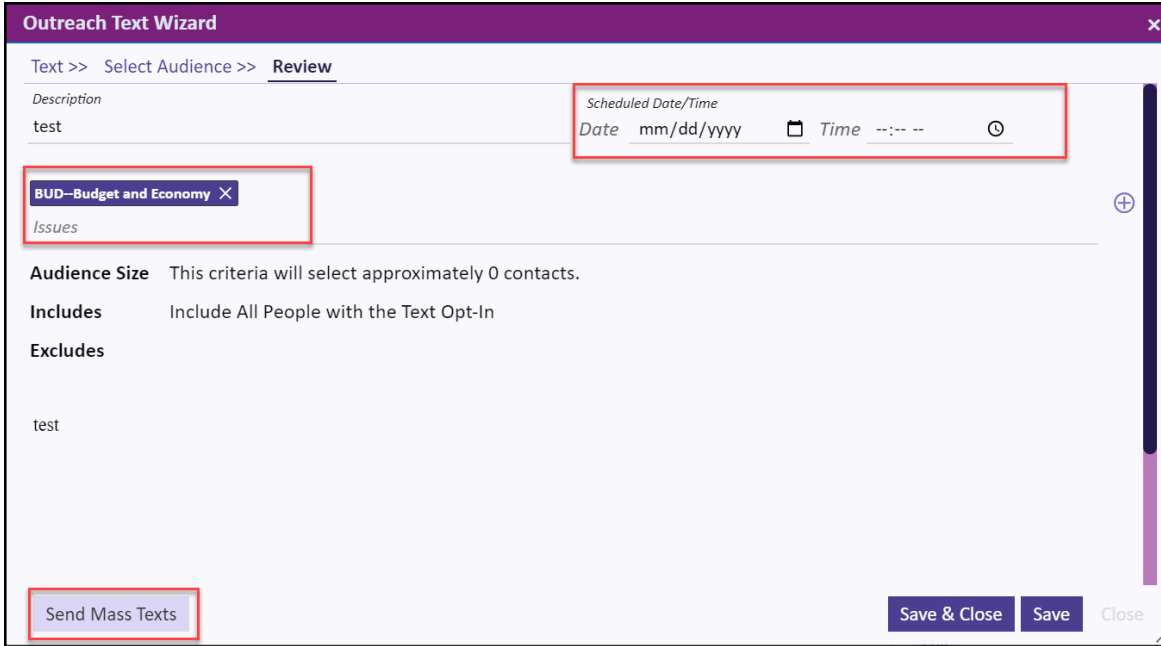 Outreach Text Wizard ×
Text >> Select Audience >> Review
Description
Scheduled Date/Time
test
Date mm/dd/yyyy Time --:-- --
BUD--Budget and Economy X
Issues
Audience Size This criteria will select approximately 0 contacts.
Includes Include All People with the Text Opt-In
Excludes
test
Send Mass Texts Save & Close Save Close